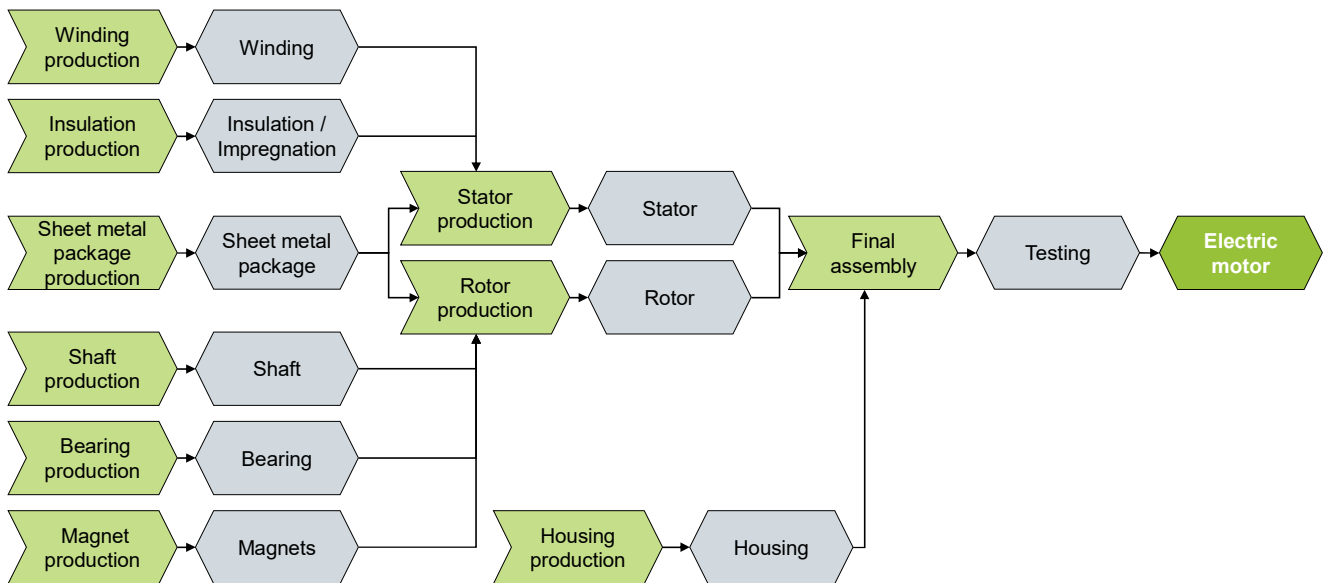 Winding
production
Winding
Insulation
production
Insulation /
Impregnation
Stator
production
Stator
Sheet metal
package
production
Sheet metal
package
Final
assembly
Testing
Electric
motor
Rotor
production
Rotor
Shaft
production
Shaft
Bearing
production
Bearing
Magnet
production
Magnets
Housing
production
Housing